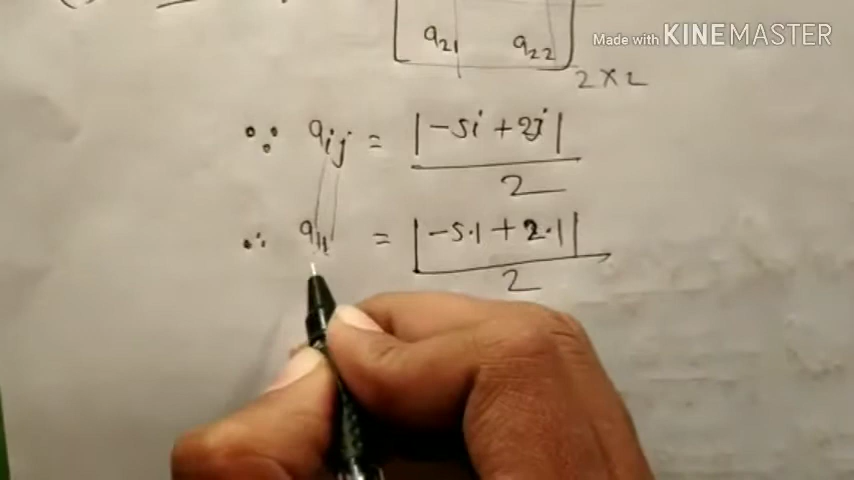 a21 a22
Made with KINEMASTER
2 × 2
∵ aij = |-5i + 2j| / 2
∴ a11 = |-5.1 + 2.1| / 2